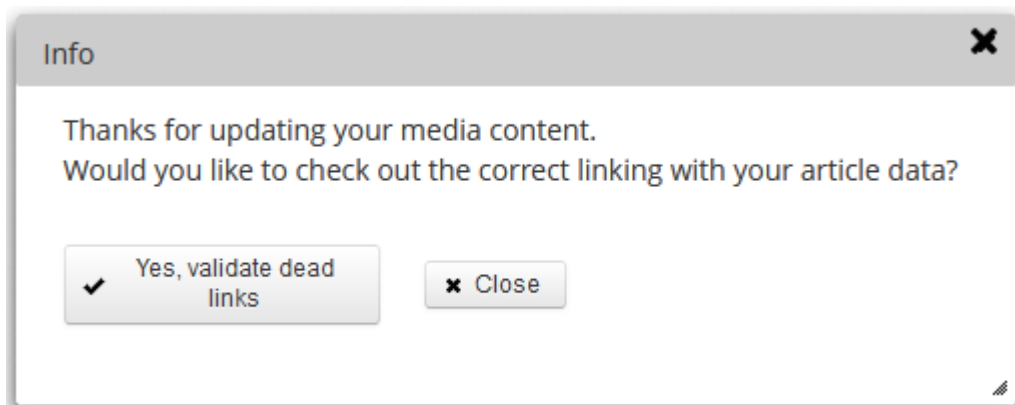 Info
Thanks for updating your media content.
Would you like to check out the correct linking with your article data?
Yes, validate dead
links
Close